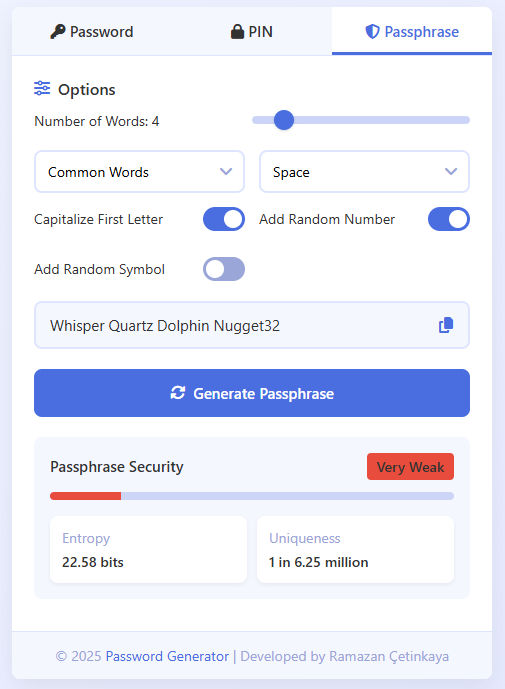 Password PIN Passphrase
Options
Number of Words: 4
Common Words Space
Capitalize First Letter Add Random Number
Add Random Symbol
Whisper Quartz Dolphin Nugget32
Generate Passphrase
Passphrase Security Very Weak
Entropy Uniqueness
22.58 bits 1 in 6.25 million
© 2025 Password Generator | Developed by Ramazan Çetinkaya